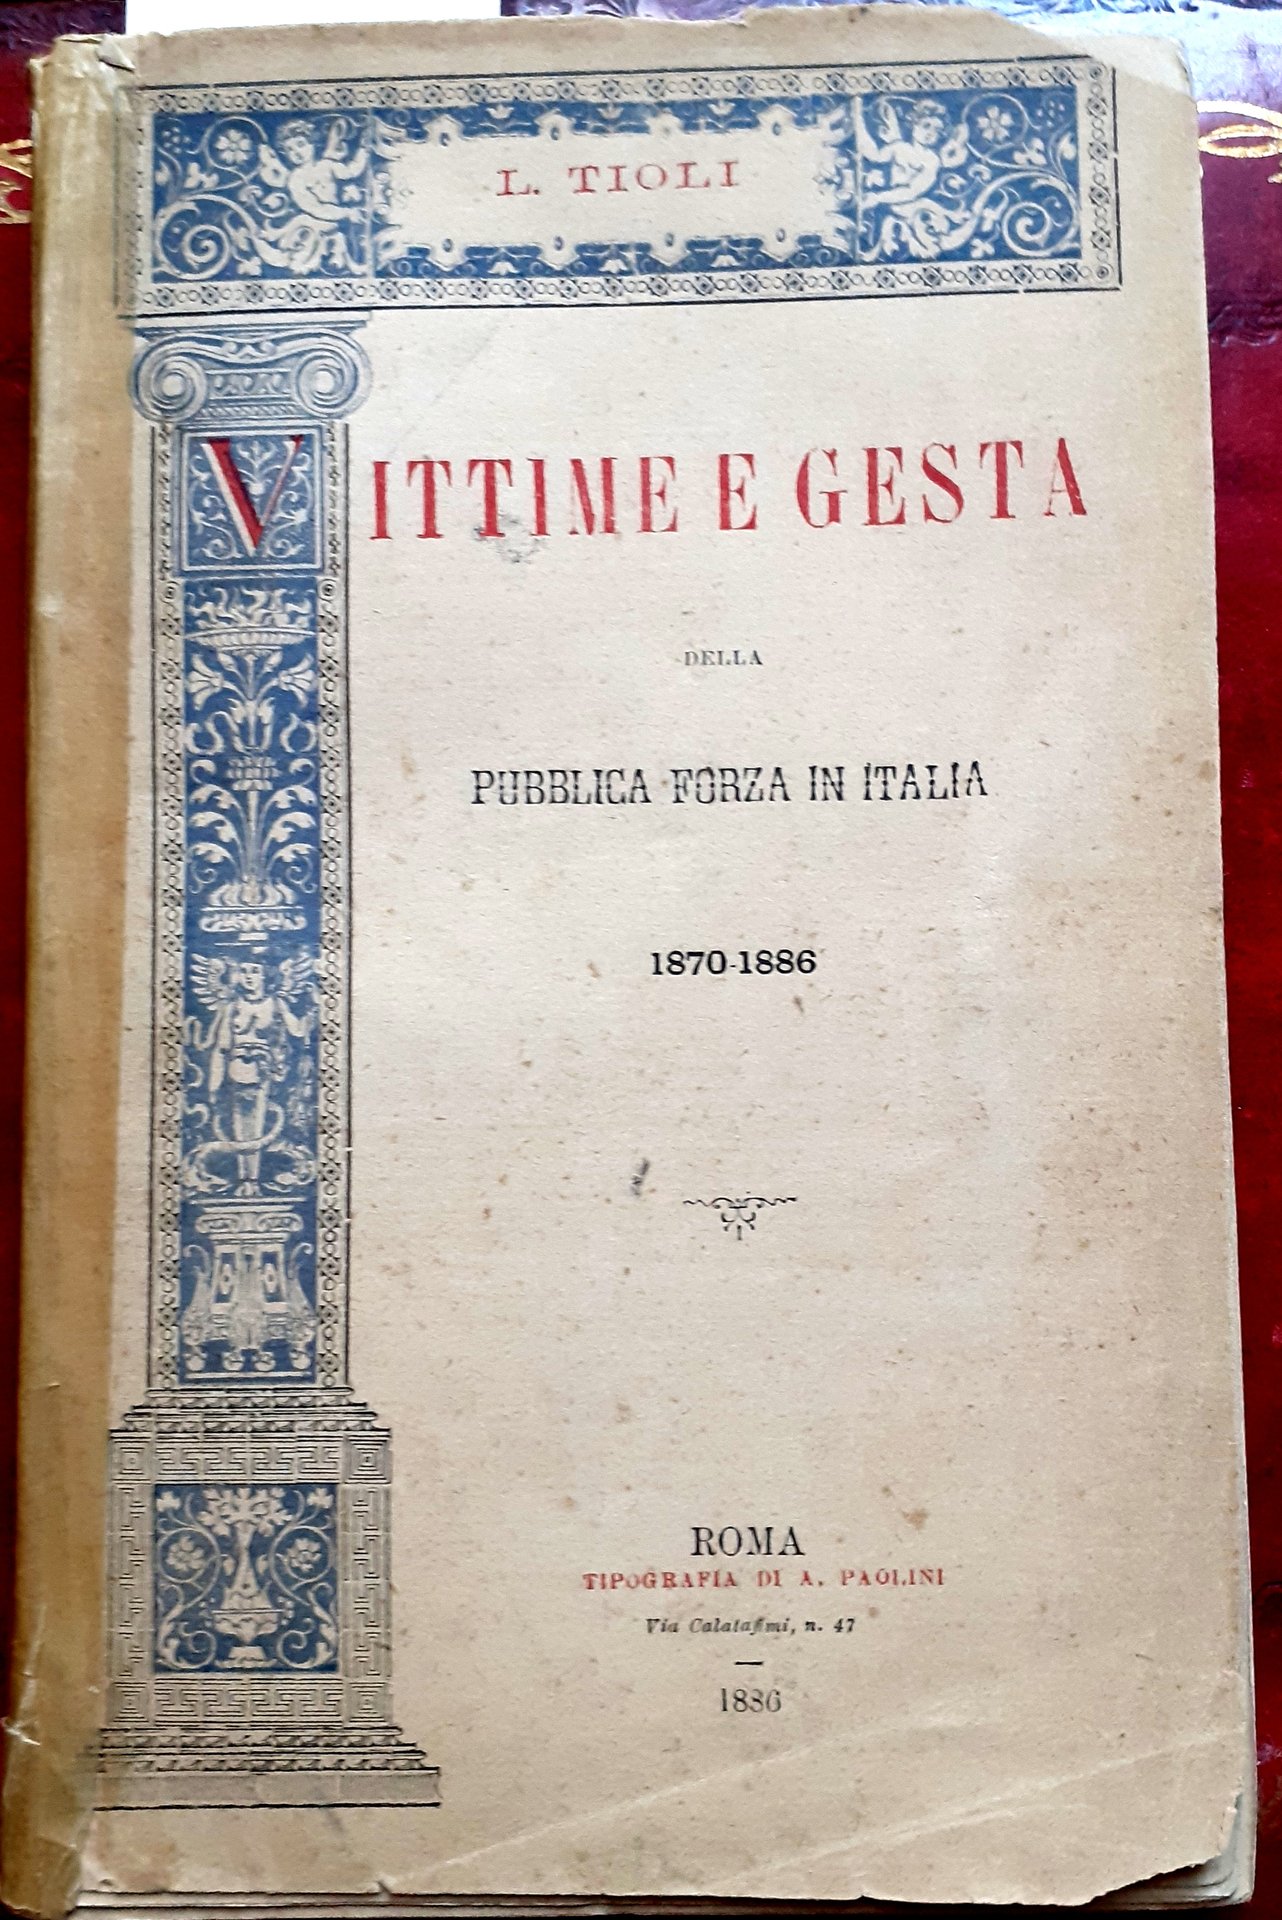 L. TIOLI
VITTIME E GESTA
DELLA
PUBBLICA FORZA IN ITALIA
1870-1886
ROMA
TIPOGRAFIA DI A. PAOLINI
Via Calatafimi, n. 47
1886